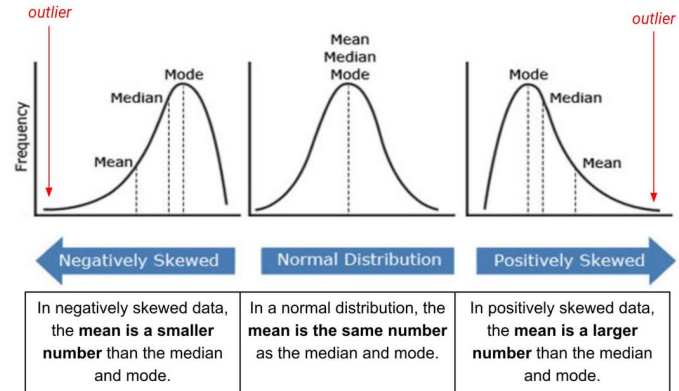 outlier
outlier
Mean
Median
Mode
Mode
Median
Mean
Mode
Median
Mean
Frequency
Negatively Skewed
Normal Distribution
Positively Skewed
In negatively skewed data,
the mean is a smaller
number than the median
and mode.
In a normal distribution, the
mean is the same number
as the median and mode.
In positively skewed data,
the mean is a larger
number than the median
and mode.